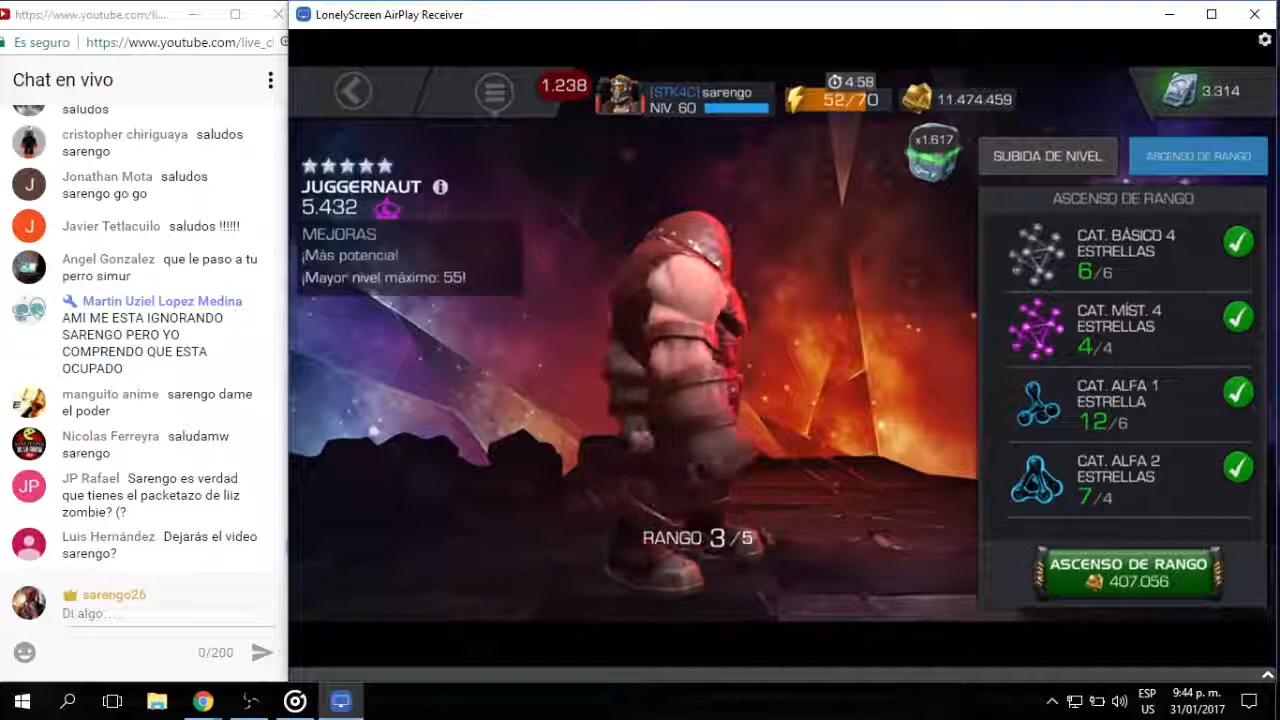 https://www.youtube.com/li...
Es seguro
https://www.youtube.com/live_c
Chat en vivo
saludos
cristopher chiriguaya saludos
sarengo
J
Jonathan Mota saludos
sarengo go go
J
Javier Tetlacuilo saludos !!!!!!
Angel Gonzalez que le paso a tu
perro simur
Martin Uziel Lopez Medina
AMI ME ESTA IGNORANDO
SARENGO PERO YO
COMPRENDO QUE ESTA
OCUPADO
manguito anime sarengo dame
el poder
Nicolas Ferreyra saludamw
sarengo
JP
JP Rafael Sarengo es verdad
que tienes el packetazo de liiz
zombie? (?
Luis Hernández Dejarás el video
sarengo?
sarengo26
Di algo...
0/200
LonelyScreen AirPlay Receiver
1.238
[STK4C] sarengo
NIV. 60
4:58
52/70
11.474.459
3.314
x1.617
SUBIDA DE NIVEL
ASCENSO DE RANGO
JUGGERNAUT
5.432
MEJORAS
¡Más potencia!
¡Mayor nivel máximo: 55!
RANGO 3/5
ASCENSO DE RANGO
CAT. BÁSICO 4
ESTRELLAS
6/6
CAT. MÍST. 4
ESTRELLAS
4/4
CAT. ALFA 1
ESTRELLA
12/6
CAT. ALFA 2
ESTRELLAS
7/4
ASCENSO DE RANGO
407.056
ESP
US
9:44 p. m.
31/01/2017